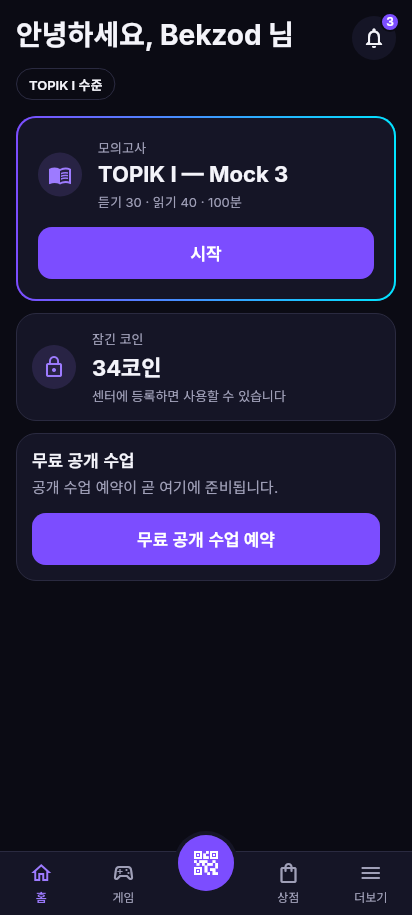 안녕하세요, Bekzod 님
3
TOPIK I 수준
모의고사
TOPIK I — Mock 3
듣기 30 · 읽기 40 · 100분
시작
잠긴 코인
34코인
센터에 등록하면 사용할 수 있습니다
무료 공개 수업
공개 수업 예약이 곧 여기에 준비됩니다.
무료 공개 수업 예약
홈
게임
상점
더보기